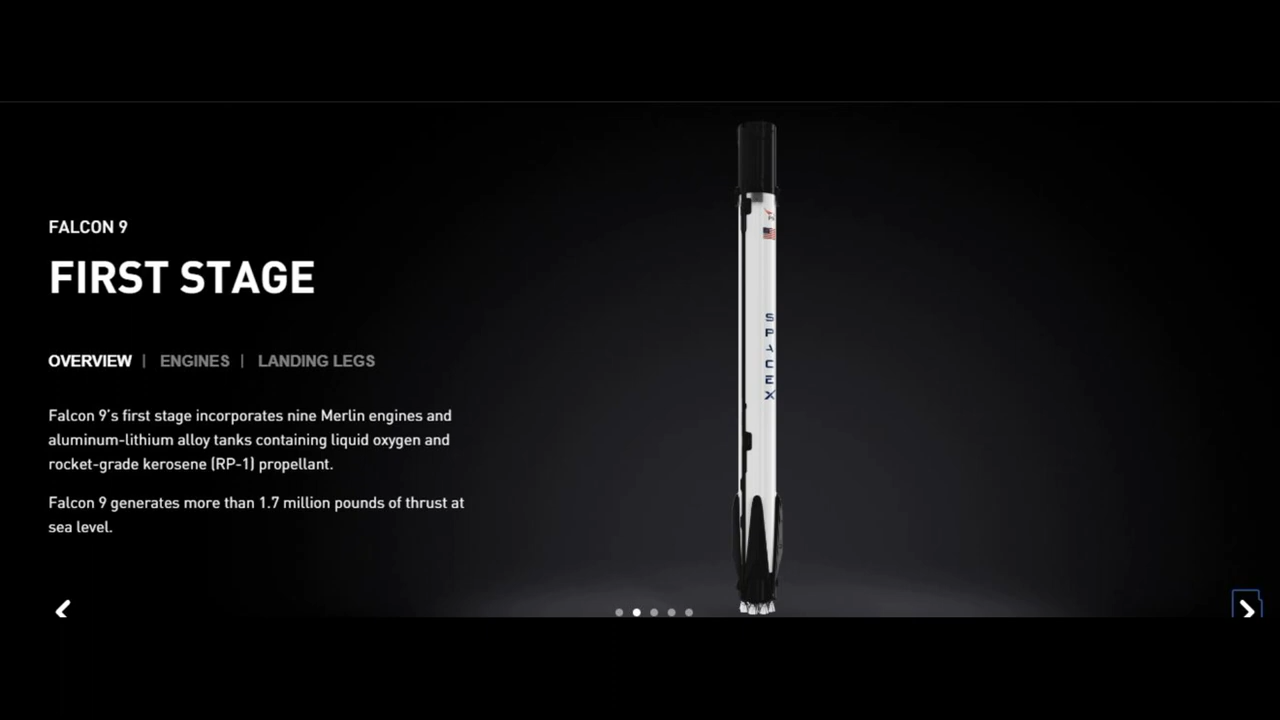 FALCON 9
FIRST STAGE
OVERVIEW | ENGINES | LANDING LEGS
Falcon 9's first stage incorporates nine Merlin engines and
aluminum-lithium alloy tanks containing liquid oxygen and
rocket-grade kerosene (RP-1) propellant.
Falcon 9 generates more than 1.7 million pounds of thrust at
sea level.
SPACEX